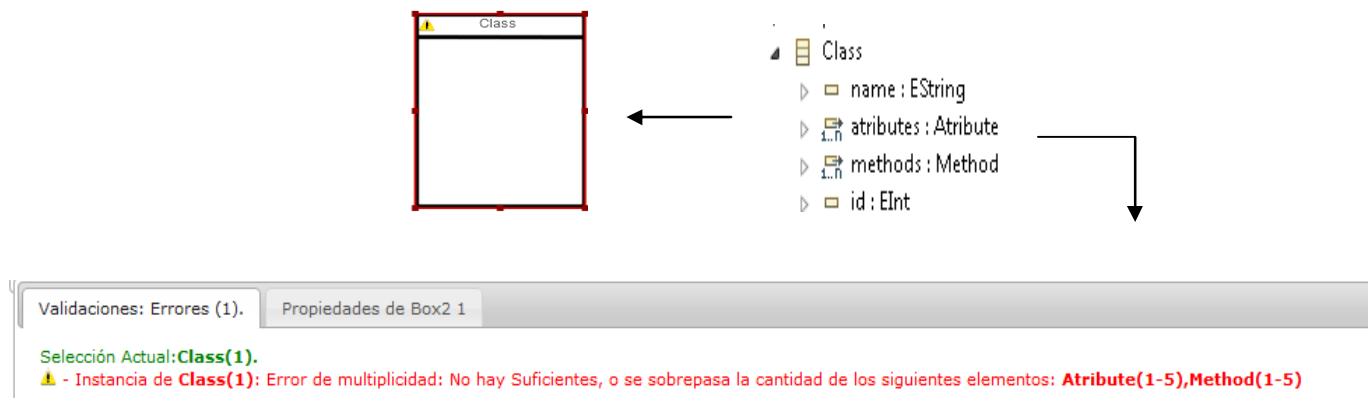 Class
Class
name : EString
1..n atributes : Atribute
1..n methods : Method
id : EInt
Validaciones: Errores (1).
Propiedades de Box2 1
Selección Actual:Class(1).
- Instancia de Class(1): Error de multiplicidad: No hay Suficientes, o se sobrepasa la cantidad de los siguientes elementos: Atribute(1-5),Method(1-5)